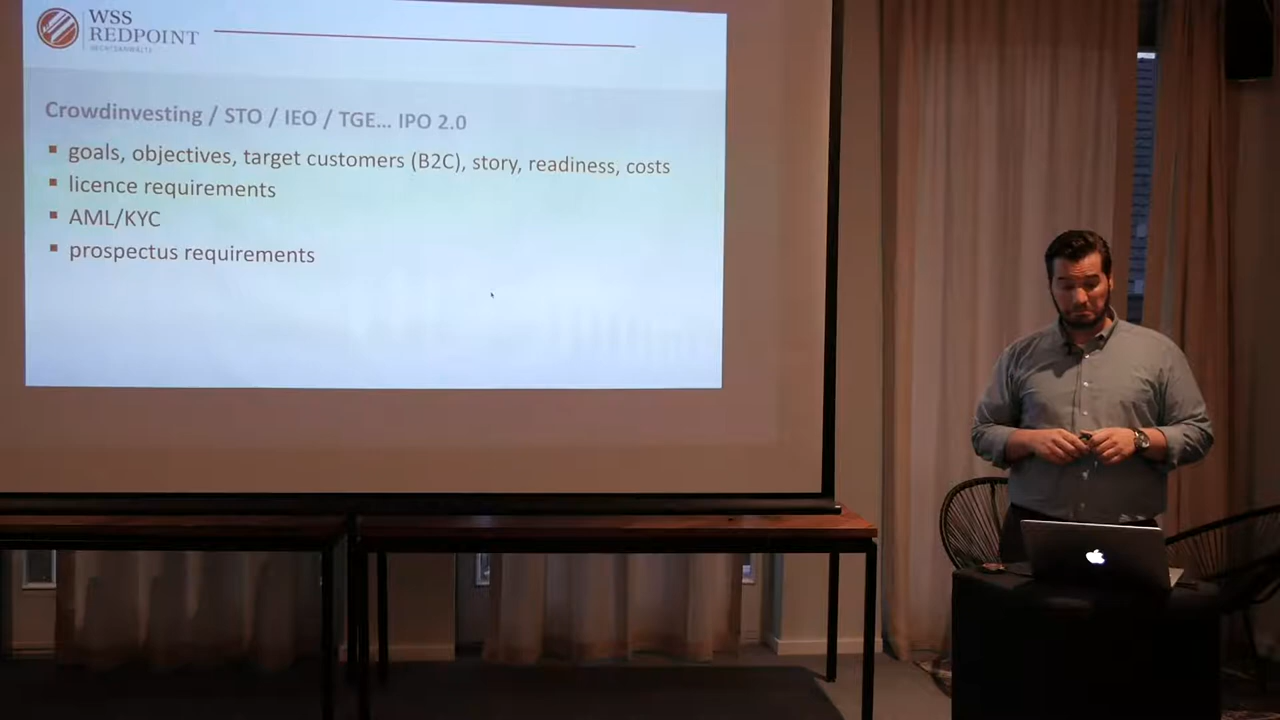 WSS
REDPOINT
RECHTSANWÄLTE
Crowdinvesting / STO / IEO / TGE... IPO 2.0
goals, objectives, target customers (B2C), story, readiness, costs
licence requirements
AML/KYC
prospectus requirements